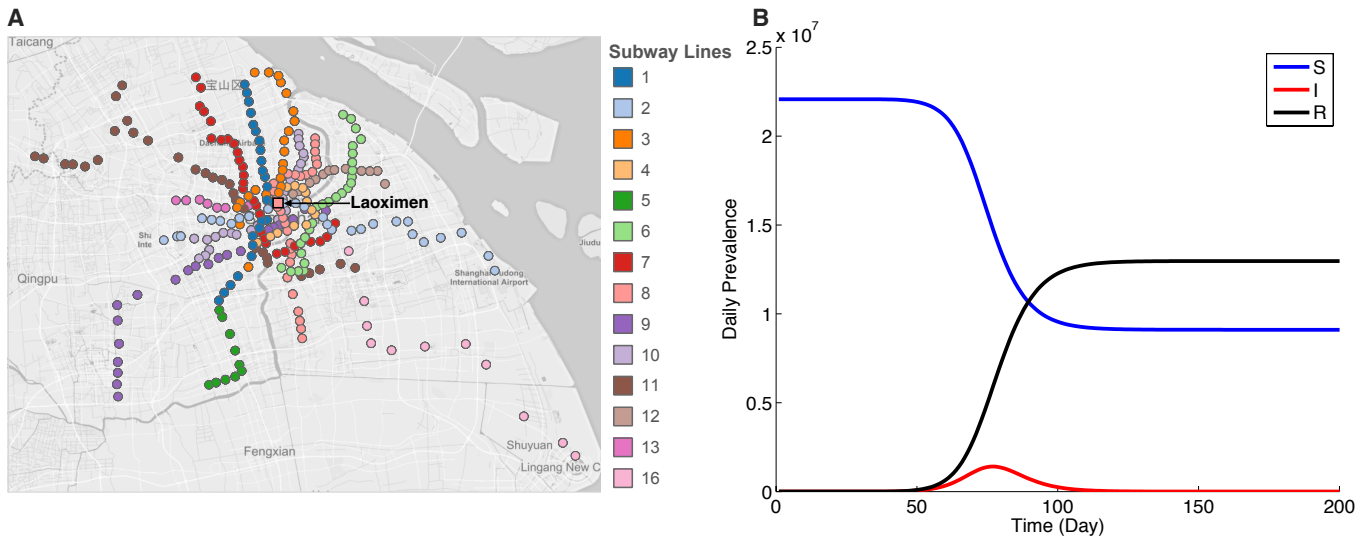 A
Taicang
宝山区
Qingpu
Laoximen
Shanghai Pudong
International Airport
Fengxian
Shuyuan
Lingang New C
Subway Lines
1
2
3
4
5
6
7
8
9
10
11
12
13
16
B
x 10^7
2.5
2
1.5
1
0.5
0
Daily Prevalence
0
50
100
150
200
Time (Day)
S
I
R